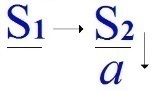 S1 → S2 ↓
a